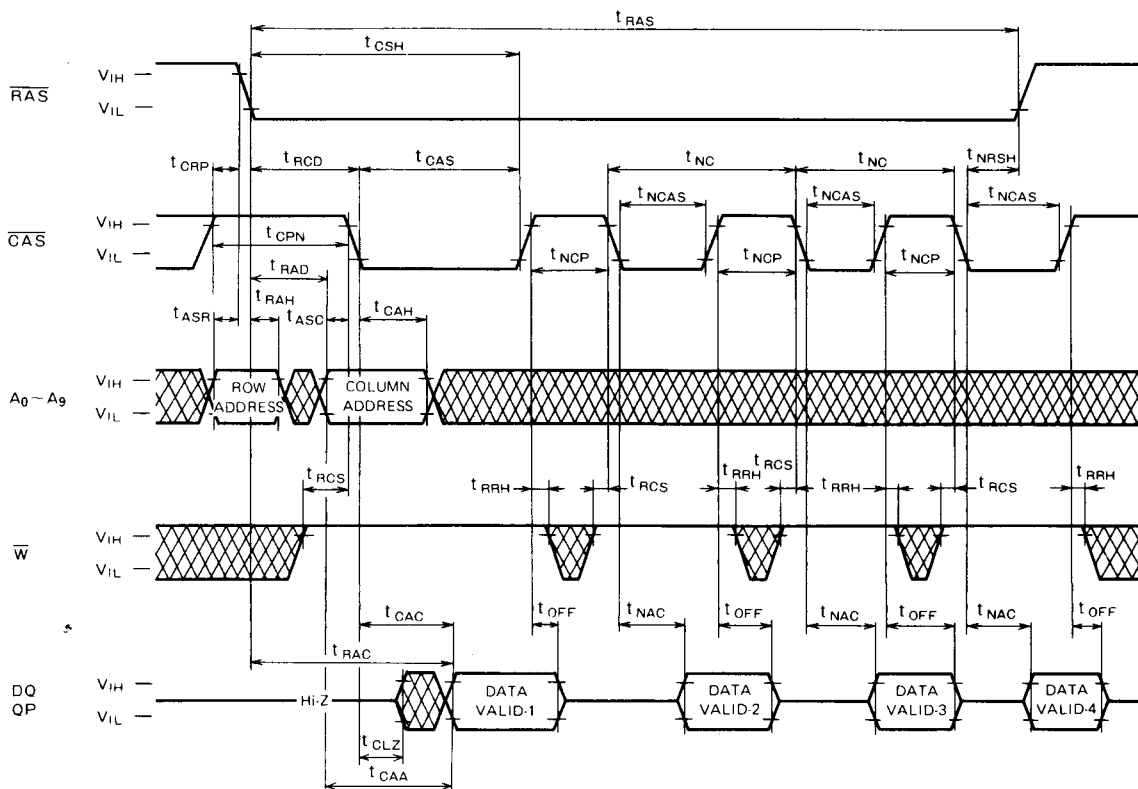 tRAS
tCSH
RAS
VIH
VIL
tCRP
tRCD
tCAS
tNC
tNC
tNRSH
tNCAS
tNCAS
tNCAS
CAS
VIH
VIL
tCPN
tNCP
tNCP
tNCP
tRAD
tRAH
tASR
tASC
tCAH
A0~A9
VIH
VIL
ROW
ADDRESS
COLUMN
ADDRESS
tRCS
tRRH
tRCS
tRRH
tRCS
tRRH
tRCS
tRRH
W
VIH
VIL
tCAC
tOFF
tNAC
tOFF
tNAC
tOFF
tNAC
tOFF
tRAC
DQ
QP
VIH
VIL
Hi-Z
DATA
VALID-1
DATA
VALID-2
DATA
VALID-3
DATA
VALID-4
tCLZ
tCAA